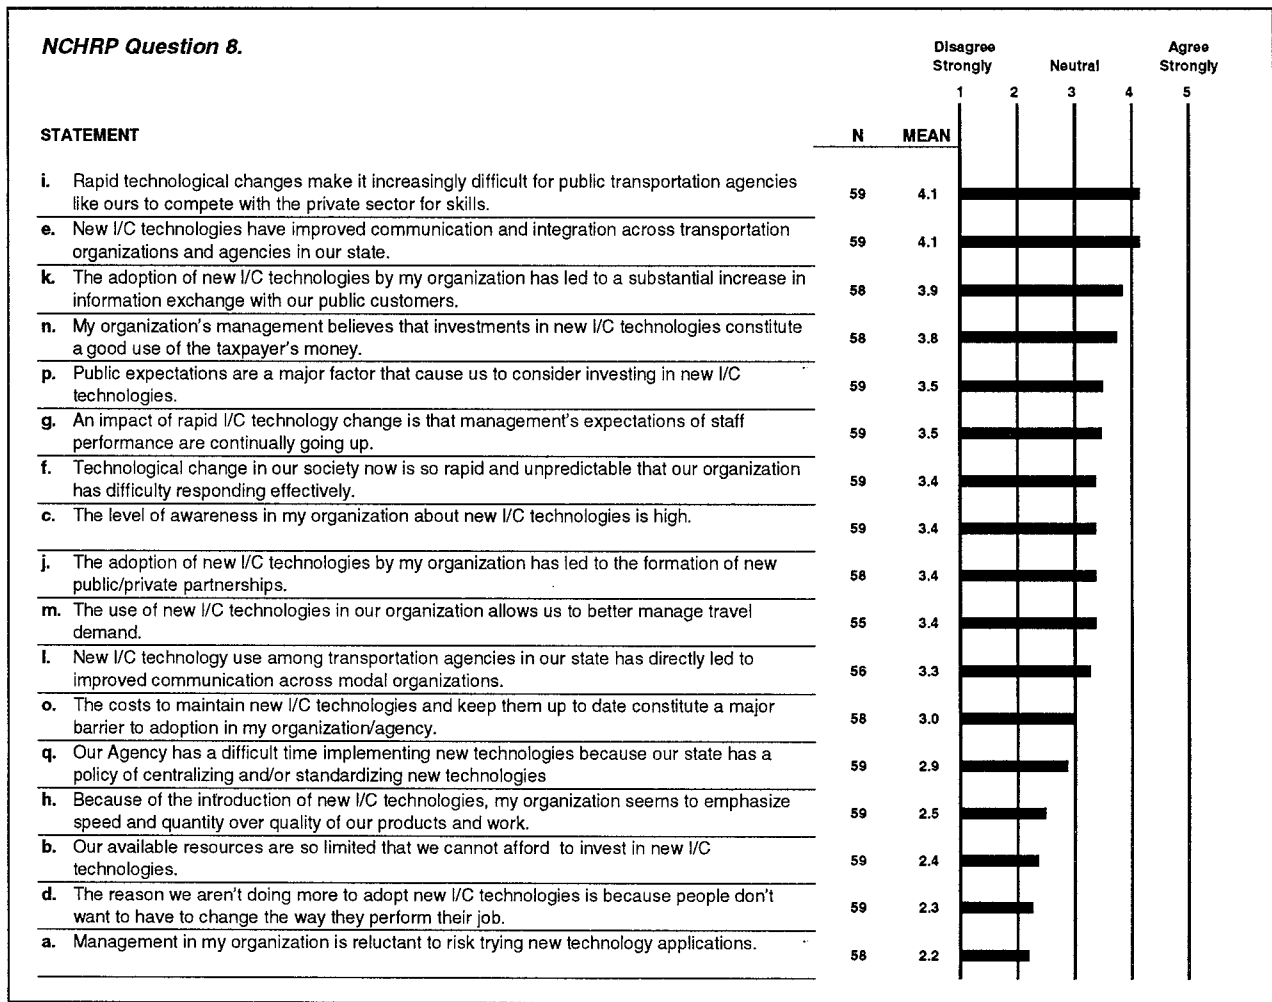 NCHRP Question 8.
Disagree Strongly
Neutral
Agree Strongly
1 2 3 4 5
STATEMENT N MEAN
i. Rapid technological changes make it increasingly difficult for public transportation agencies
like ours to compete with the private sector for skills. 59 4.1
e. New I/C technologies have improved communication and integration across transportation
organizations and agencies in our state. 59 4.1
k. The adoption of new I/C technologies by my organization has led to a substantial increase in
information exchange with our public customers. 58 3.9
n. My organization's management believes that investments in new I/C technologies constitute
a good use of the taxpayer's money. 58 3.8
p. Public expectations are a major factor that cause us to consider investing in new I/C
technologies. 59 3.5
g. An impact of rapid I/C technology change is that management's expectations of staff
performance are continually going up. 59 3.5
f. Technological change in our society now is so rapid and unpredictable that our organization
has difficulty responding effectively. 59 3.4
c. The level of awareness in my organization about new I/C technologies is high. 59 3.4
j. The adoption of new I/C technologies by my organization has led to the formation of new
public/private partnerships. 58 3.4
m. The use of new I/C technologies in our organization allows us to better manage travel
demand. 55 3.4
l. New I/C technology use among transportation agencies in our state has directly led to
improved communication across modal organizations. 56 3.3
o. The costs to maintain new I/C technologies and keep them up to date constitute a major
barrier to adoption in my organization/agency. 58 3.0
q. Our Agency has a difficult time implementing new technologies because our state has a
policy of centralizing and/or standardizing new technologies 59 2.9
h. Because of the introduction of new I/C technologies, my organization seems to emphasize
speed and quantity over quality of our products and work. 59 2.5
b. Our available resources are so limited that we cannot afford to invest in new I/C
technologies. 59 2.4
d. The reason we aren't doing more to adopt new I/C technologies is because people don't
want to have to change the way they perform their job. 59 2.3
a. Management in my organization is reluctant to risk trying new technology applications. 58 2.2